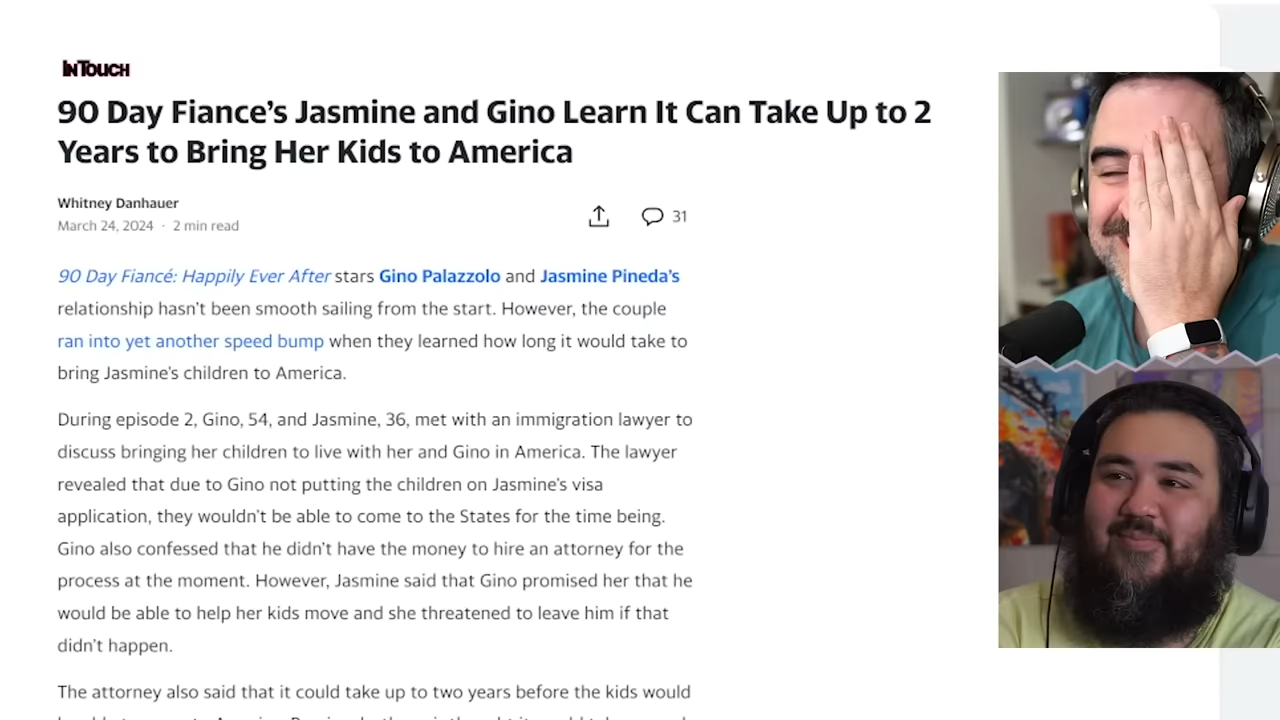 INTOUCH
90 Day Fiance's Jasmine and Gino Learn It Can Take Up to 2
Years to Bring Her Kids to America
Whitney Danhauer
March 24, 2024 · 2 min read
31
90 Day Fiancé: Happily Ever After stars Gino Palazzolo and Jasmine Pineda's
relationship hasn't been smooth sailing from the start. However, the couple
ran into yet another speed bump when they learned how long it would take to
bring Jasmine's children to America.
During episode 2, Gino, 54, and Jasmine, 36, met with an immigration lawyer to
discuss bringing her children to live with her and Gino in America. The lawyer
revealed that due to Gino not putting the children on Jasmine's visa
application, they wouldn't be able to come to the States for the time being.
Gino also confessed that he didn't have the money to hire an attorney for the
process at the moment. However, Jasmine said that Gino promised her that he
would be able to help her kids move and she threatened to leave him if that
didn't happen.
The attorney also said that it could take up to two years before the kids would